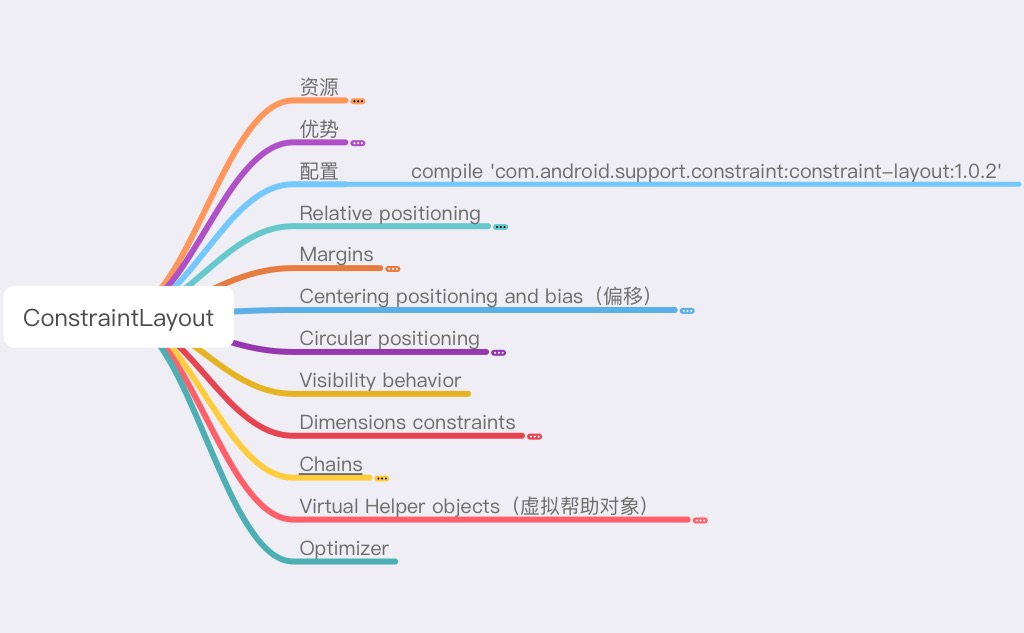 资源
优势
配置 compile 'com.android.support.constraint:constraint-layout:1.0.2'
Relative positioning
Margins
Centering positioning and bias（偏移）
ConstraintLayout
Circular positioning
Visibility behavior
Dimensions constraints
Chains
Virtual Helper objects（虚拟帮助对象）
Optimizer